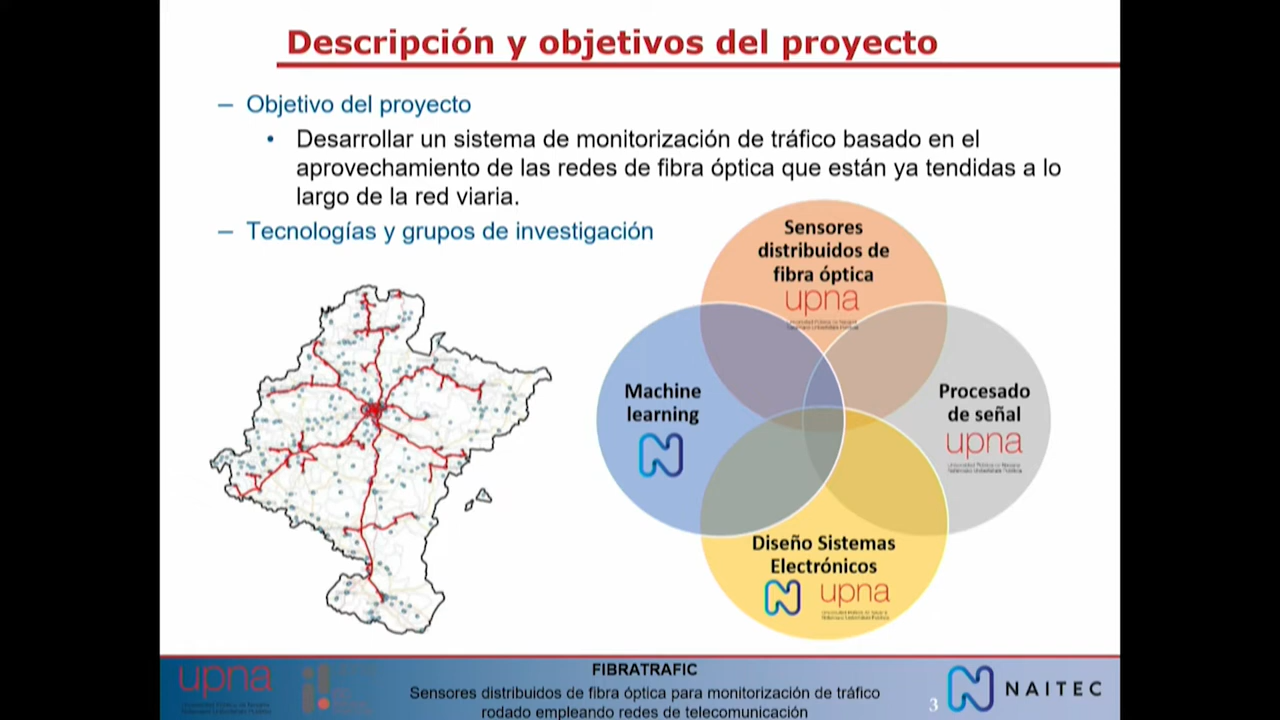 Descripción y objetivos del proyecto
– Objetivo del proyecto
• Desarrollar un sistema de monitorización de tráfico basado en el
aprovechamiento de las redes de fibra óptica que están ya tendidas a lo
largo de la red viaria.
– Tecnologías y grupos de investigación
Sensores
distribuidos de
fibra óptica
upna
Machine
learning
Procesado
de señal
upna
Diseño Sistemas
Electrónicos
upna
upna
FIBRATRAFIC
Sensores distribuidos de fibra óptica para monitorización de tráfico
rodado empleando redes de telecomunicación
3
NAITEC